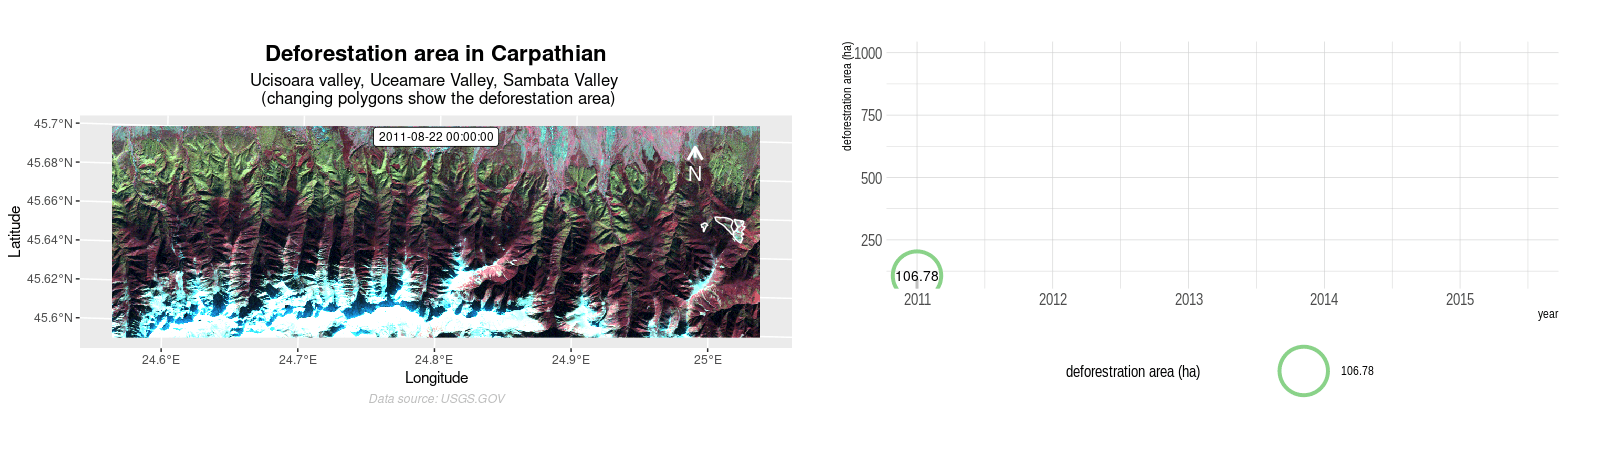 Deforestation area in Carpathian
Ucisoara valley, Uceamare Valley, Sambata Valley
(changing polygons show the deforestation area)
2011-08-22 00:00:00
N
45.7°N
45.68°N
45.66°N
45.64°N
45.62°N
45.6°N
Latitude
24.6°E
24.7°E
24.8°E
24.9°E
25°E
Longitude
Data source: USGS.GOV
deforestration area (ha)
1000
750
500
250
106.78
2011
2012
2013
2014
2015
year
deforestration area (ha)
106.78